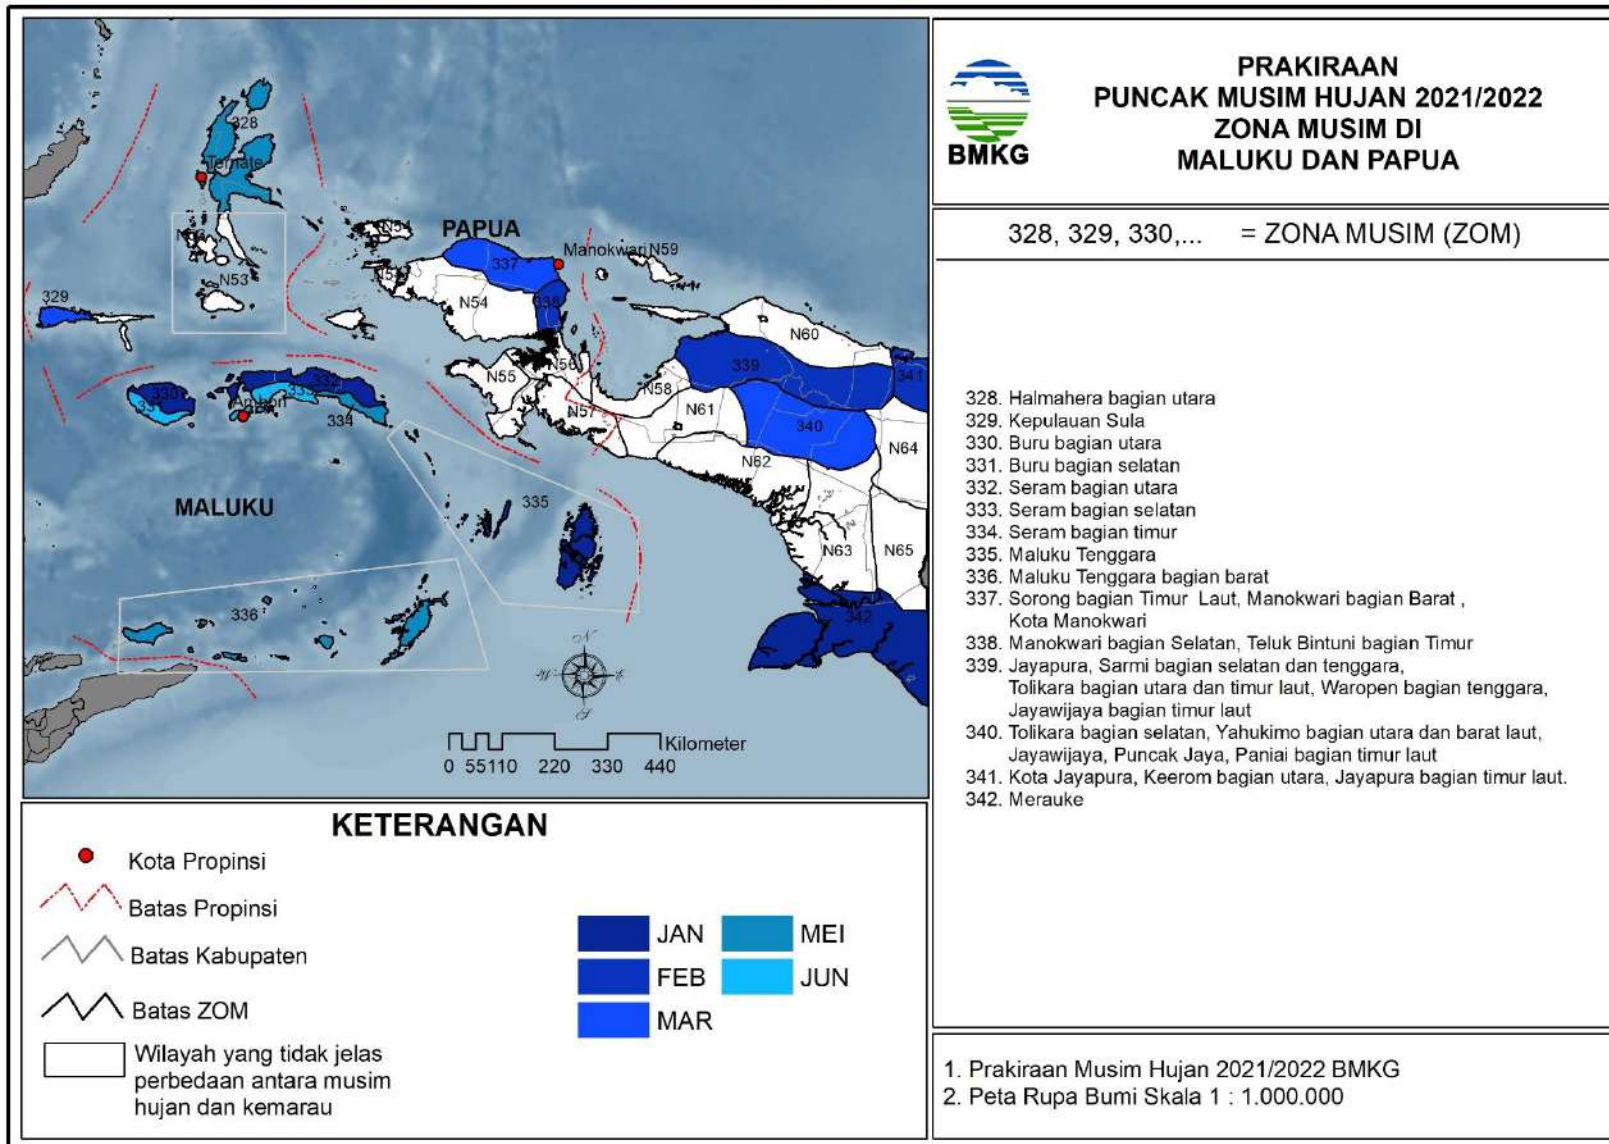 328
Ternate
N53
329
N54
PAPUA
337
Manokwari
N59
N54
338
N60
339
341
N55
N56
N58
N57
N61
340
N64
N62
330
331
332
333
Ambon
334
MALUKU
335
N63
N65
336
342
N
W
E
S
Kilometer
0 55110 220 330 440
BMKG
PRAKIRAAN
PUNCAK MUSIM HUJAN 2021/2022
ZONA MUSIM DI
MALUKU DAN PAPUA
328, 329, 330,... = ZONA MUSIM (ZOM)
328. Halmahera bagian utara
329. Kepulauan Sula
330. Buru bagian utara
331. Buru bagian selatan
332. Seram bagian utara
333. Seram bagian selatan
334. Seram bagian timur
335. Maluku Tenggara
336. Maluku Tenggara bagian barat
337. Sorong bagian Timur Laut, Manokwari bagian Barat ,
Kota Manokwari
338. Manokwari bagian Selatan, Teluk Bintuni bagian Timur
339. Jayapura, Sarmi bagian selatan dan tenggara,
Tolikara bagian utara dan timur laut, Waropen bagian tenggara,
Jayawijaya bagian timur laut
340. Tolikara bagian selatan, Yahukimo bagian utara dan barat laut,
Jayawijaya, Puncak Jaya, Paniai bagian timur laut
341. Kota Jayapura, Keerom bagian utara, Jayapura bagian timur laut.
342. Merauke
KETERANGAN
Kota Propinsi
Batas Propinsi
Batas Kabupaten
Batas ZOM
Wilayah yang tidak jelas
perbedaan antara musim
hujan dan kemarau
JAN
FEB
MAR
MEI
JUN
1. Prakiraan Musim Hujan 2021/2022 BMKG
2. Peta Rupa Bumi Skala 1 : 1.000.000